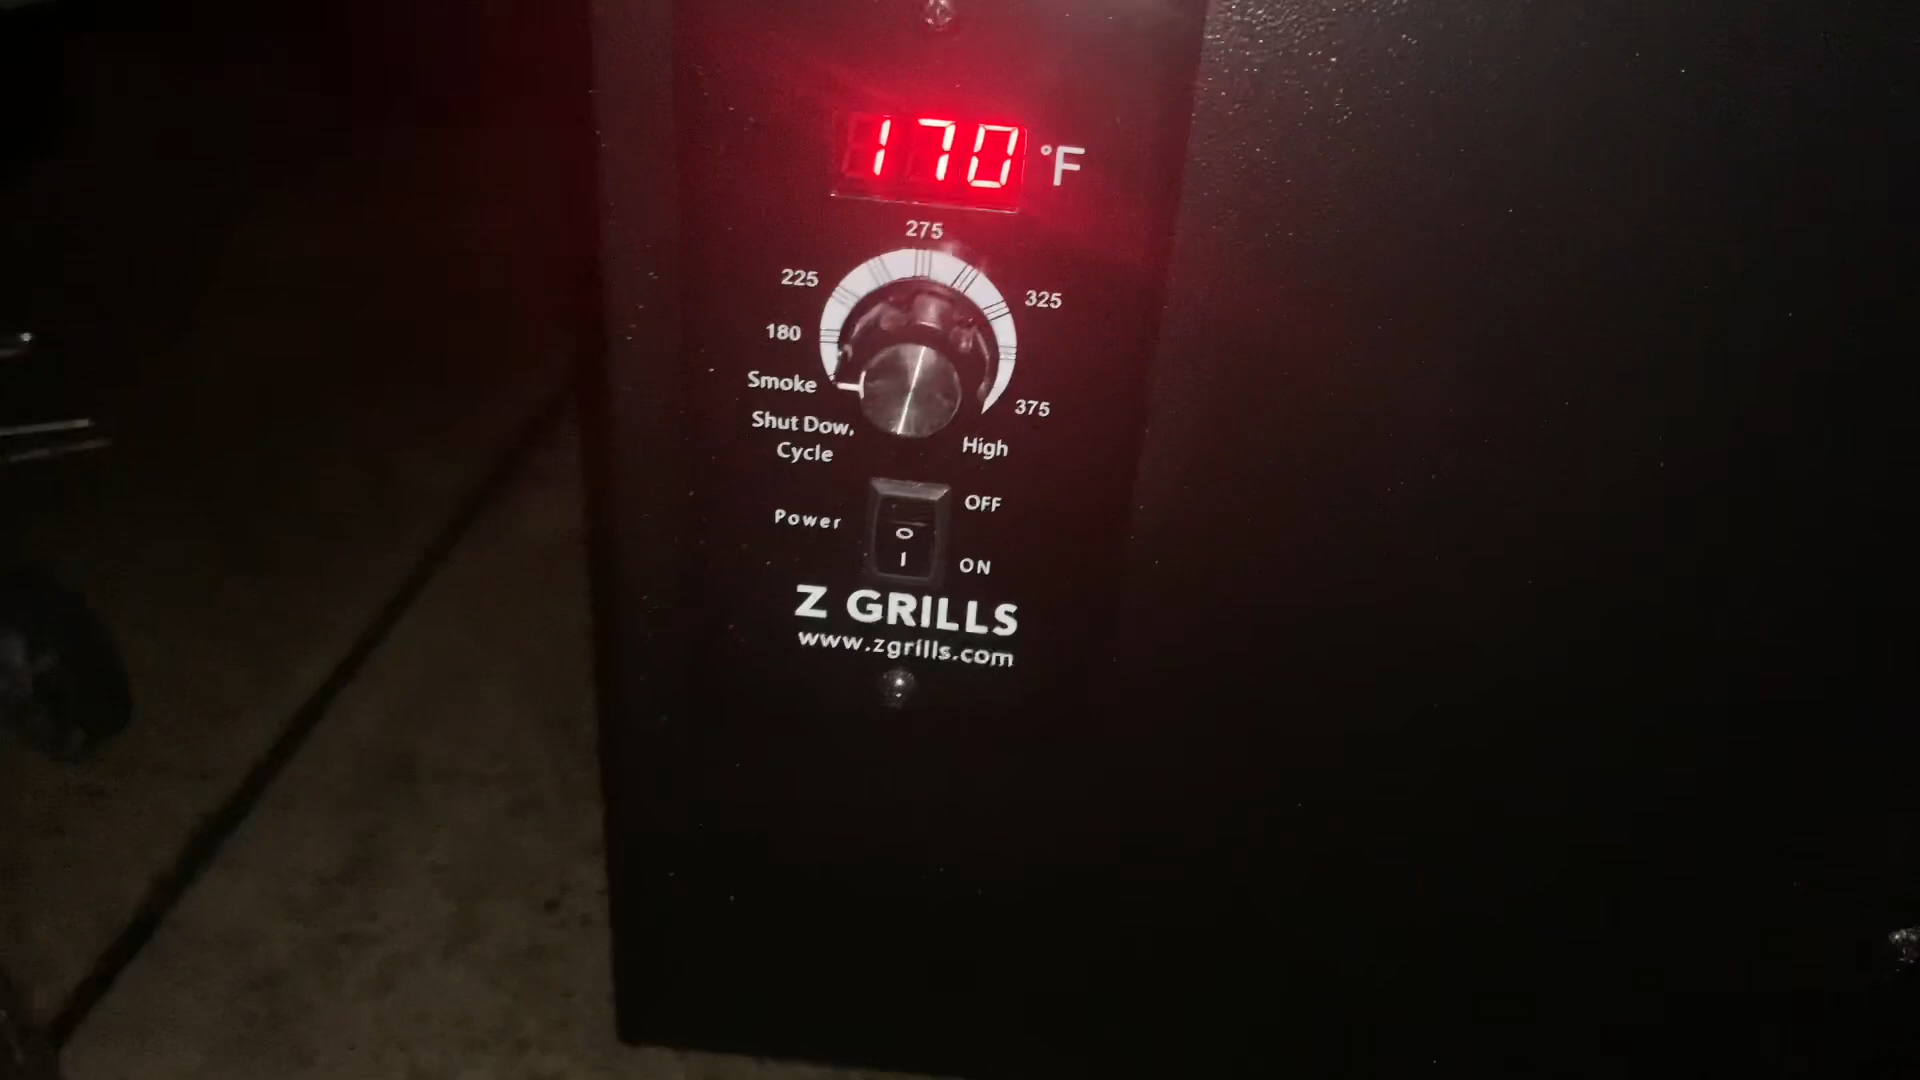 170 °F
275
225
325
180
Smoke
375
Shut Dow,
Cycle
High
OFF
Power
O
I
ON
Z GRILLS
www.zgrills.com